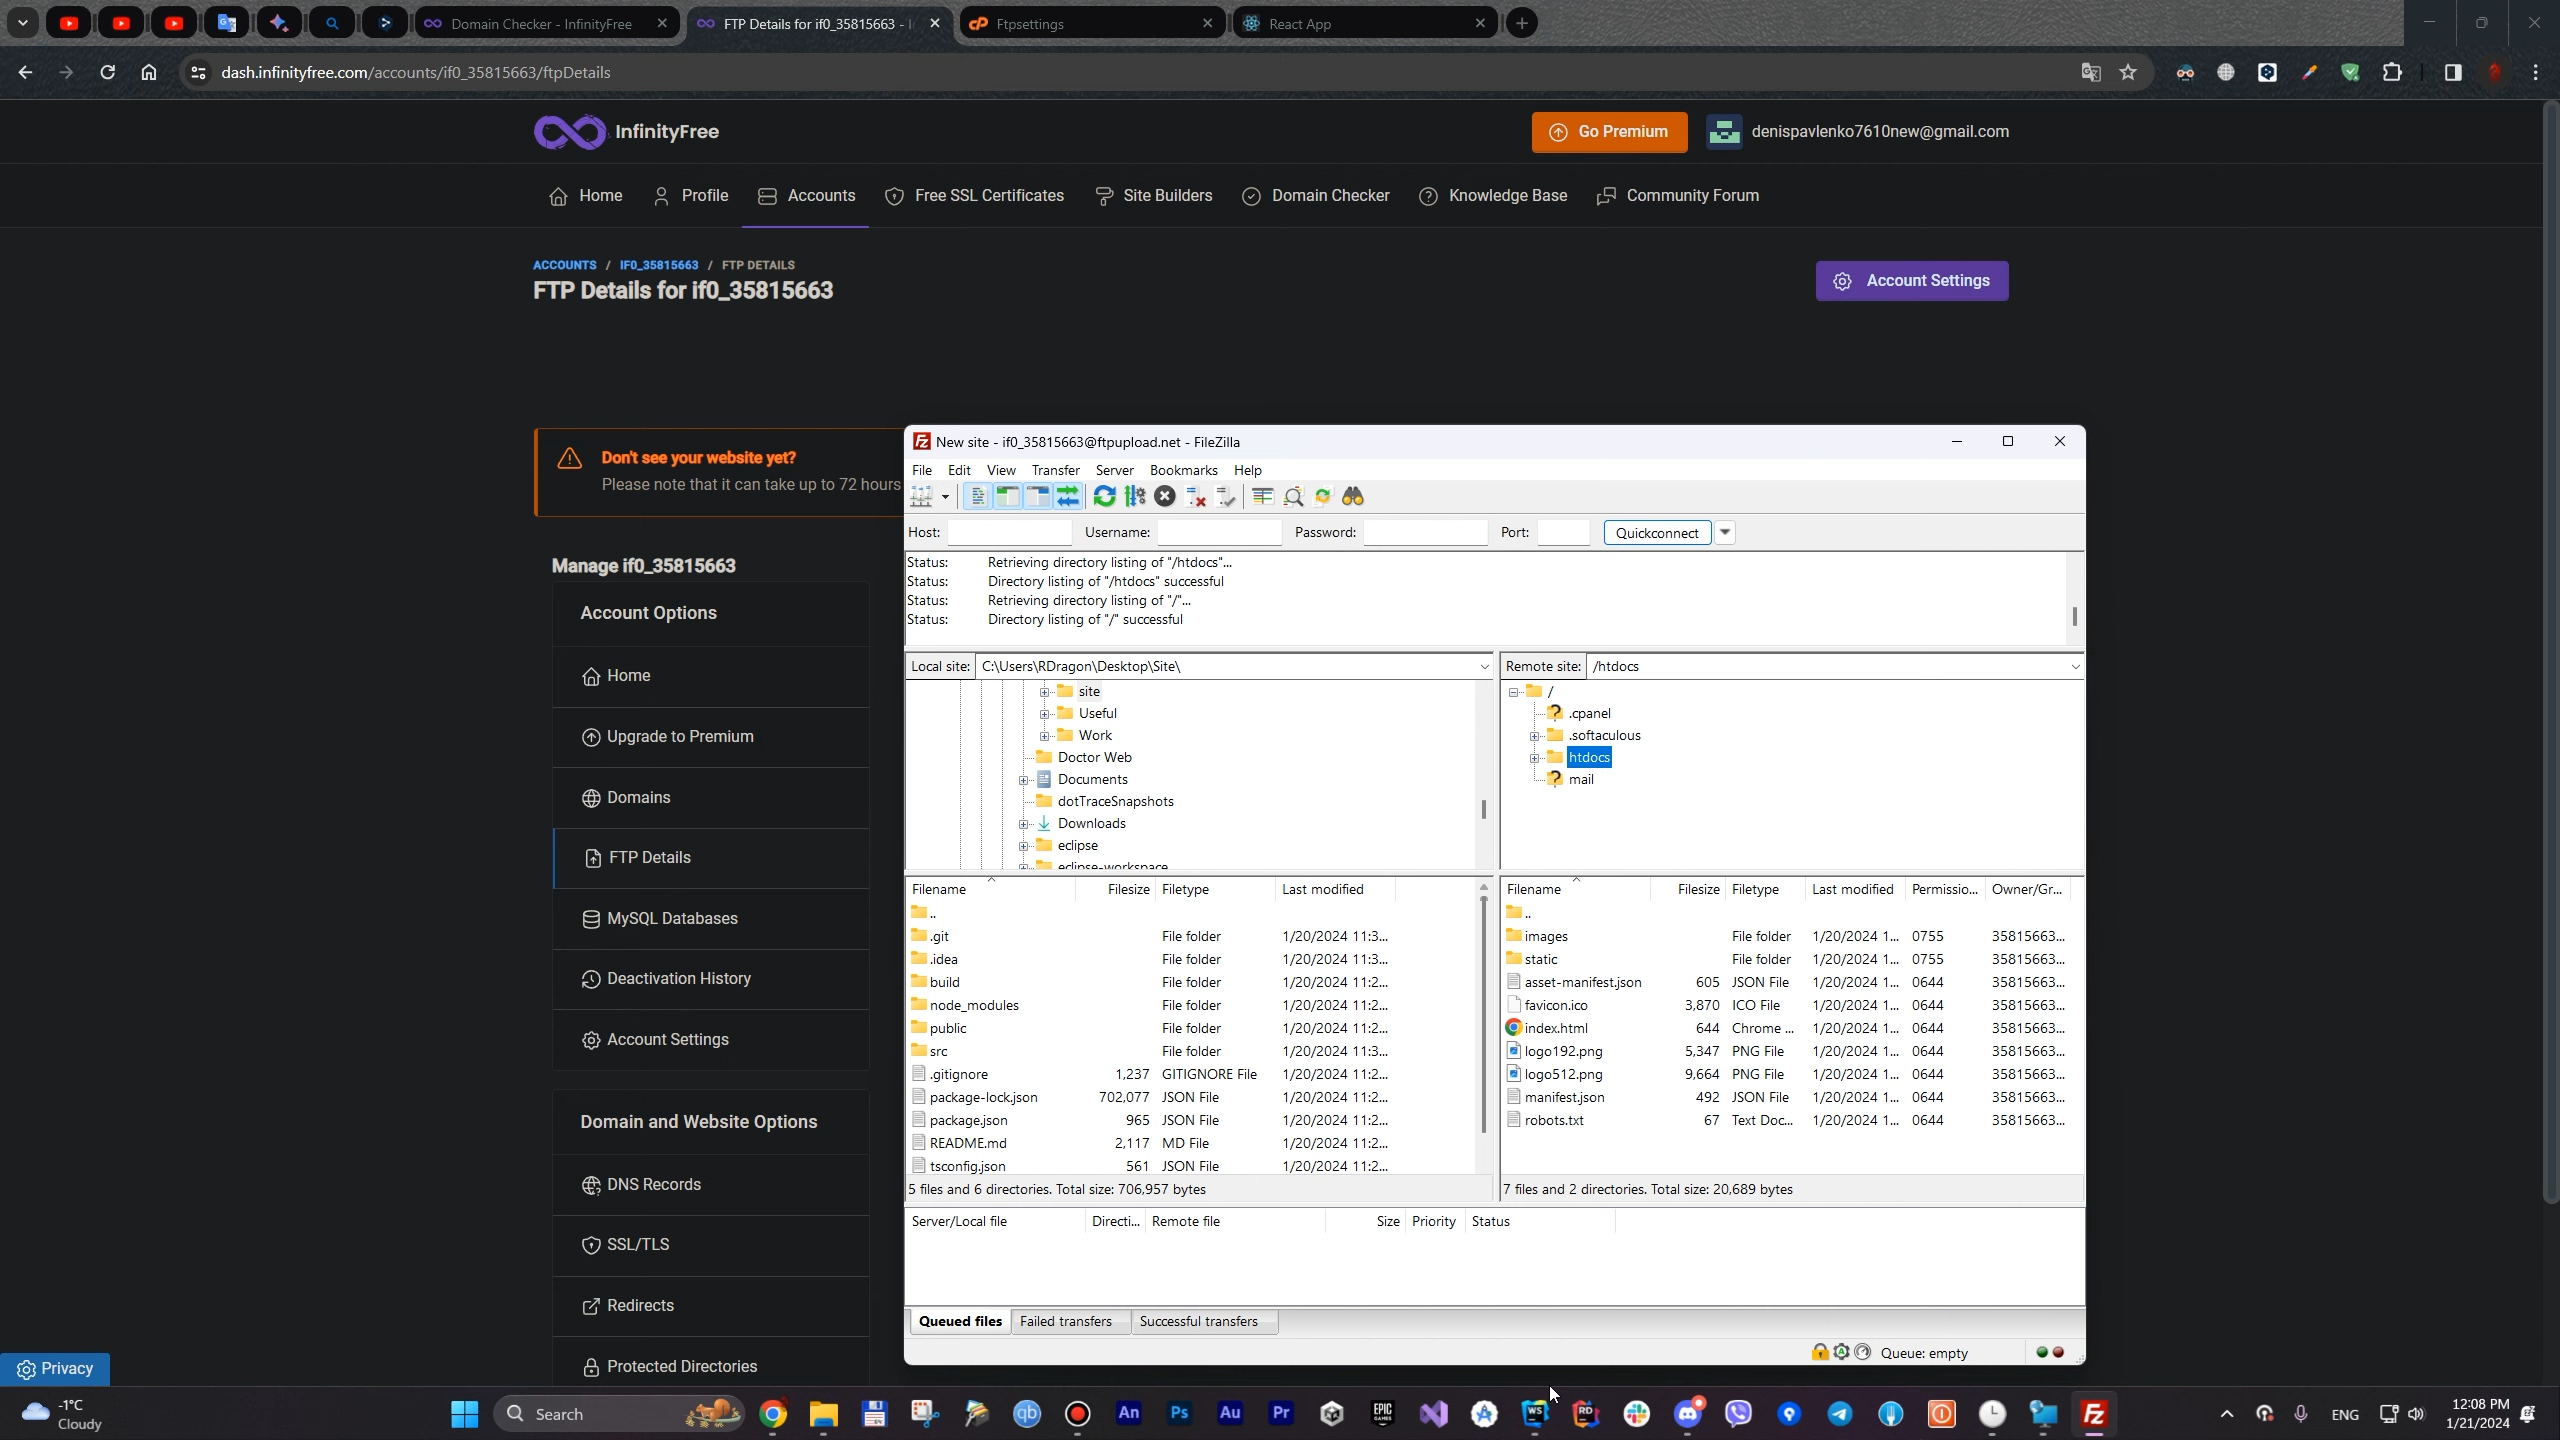 Domain Checker - InfinityFree
FTP Details for if0_35815663 - I
Ftpsettings
React App
dash.infinityfree.com/accounts/if0_35815663/ftpDetails
InfinityFree
Go Premium
denispavlenko7610new@gmail.com
Home
Profile
Accounts
Free SSL Certificates
Site Builders
Domain Checker
Knowledge Base
Community Forum
ACCOUNTS / IF0_35815663 / FTP DETAILS
FTP Details for if0_35815663
Account Settings
Don't see your website yet?
Please note that it can take up to 72 hours
Manage if0_35815663
Account Options
Home
Upgrade to Premium
Domains
FTP Details
MySQL Databases
Deactivation History
Account Settings
Domain and Website Options
DNS Records
SSL/TLS
Redirects
Protected Directories
Privacy
New site - if0_35815663@ftpupload.net - FileZilla
File Edit View Transfer Server Bookmarks Help
Host: Username: Password: Port: Quickconnect
Status: Retrieving directory listing of "/htdocs"...
Status: Directory listing of "/htdocs" successful
Status: Retrieving directory listing of "/"...
Status: Directory listing of "/" successful
Local site: C:\Users\RDragon\Desktop\Site\
site
Useful
Work
Doctor Web
Documents
dotTraceSnapshots
Downloads
eclipse
eclipse-workspace
Remote site: /htdocs
/
.cpanel
.softaculous
htdocs
mail
Filename Filesize Filetype Last modified
..
.git File folder 1/20/2024 11:3...
.idea File folder 1/20/2024 11:3...
build File folder 1/20/2024 11:2...
node_modules File folder 1/20/2024 11:2...
public File folder 1/20/2024 11:2...
src File folder 1/20/2024 11:3...
.gitignore 1,237 GITIGNORE File 1/20/2024 11:2...
package-lock.json 702,077 JSON File 1/20/2024 11:2...
package.json 965 JSON File 1/20/2024 11:2...
README.md 2,117 MD File 1/20/2024 11:2...
tsconfig.json 561 JSON File 1/20/2024 11:2...
5 files and 6 directories. Total size: 706,957 bytes
Filename Filesize Filetype Last modified Permissio... Owner/Gr...
..
images File folder 1/20/2024 1... 0755 35815663...
static File folder 1/20/2024 1... 0755 35815663...
asset-manifest.json 605 JSON File 1/20/2024 1... 0644 35815663...
favicon.ico 3,870 ICO File 1/20/2024 1... 0644 35815663...
index.html 644 Chrome ... 1/20/2024 1... 0644 35815663...
logo192.png 5,347 PNG File 1/20/2024 1... 0644 35815663...
logo512.png 9,664 PNG File 1/20/2024 1... 0644 35815663...
manifest.json 492 JSON File 1/20/2024 1... 0644 35815663...
robots.txt 67 Text Doc... 1/20/2024 1... 0644 35815663...
7 files and 2 directories. Total size: 20,689 bytes
Server/Local file Directi... Remote file Size Priority Status
Queued files Failed transfers Successful transfers
Queue: empty
-1°C
Cloudy
Search
qb
An
Ps
Au
Pr
EPIC
GAMES
WS
RD
Fz
ENG
12:08 PM
1/21/2024